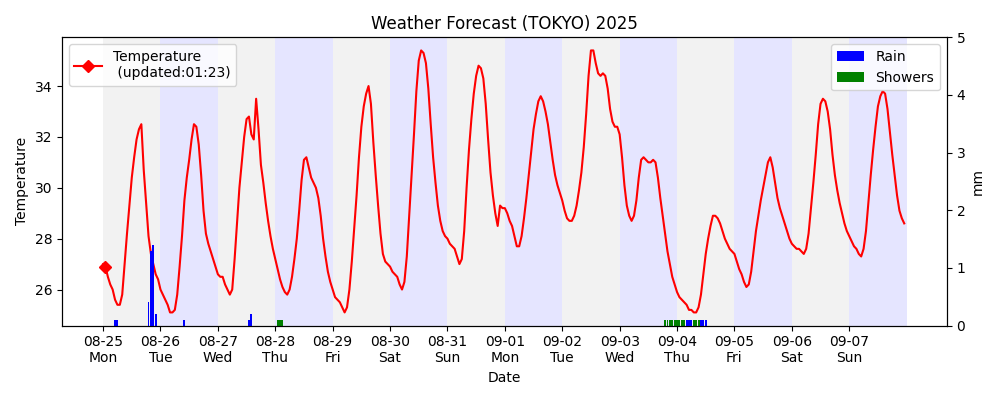 Weather Forecast (TOKYO) 2025
Temperature
(updated:01:23)
Rain
Showers
Temperature
34
32
30
28
26
5
4
3
2
1
0
mm
08-25 08-26 08-27 08-28 08-29 08-30 08-31 09-01 09-02 09-03 09-04 09-05 09-06 09-07
Mon Tue Wed Thu Fri Sat Sun Mon Tue Wed Thu Fri Sat Sun
Date